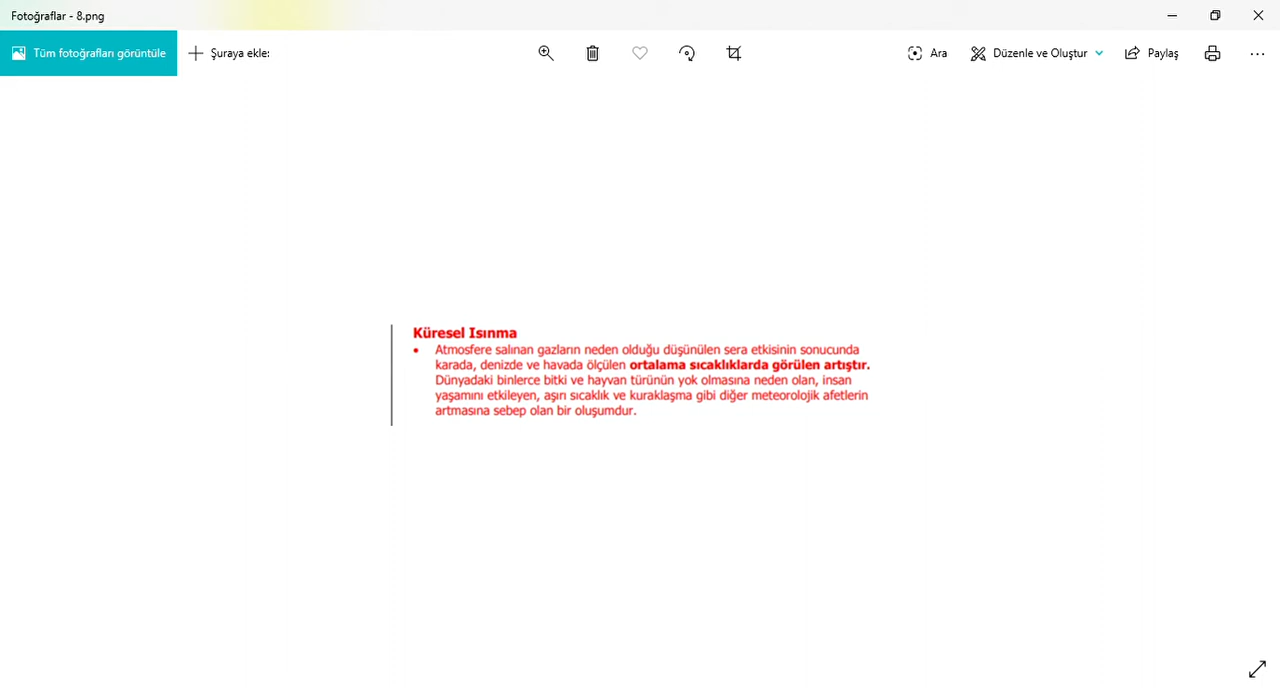 Fotoğraflar - 8.png
Tüm fotoğrafları görüntüle
Şuraya ekle:
Ara
Düzenle ve Oluştur
Paylaş
Küresel Isınma
• Atmosfere salınan gazların neden olduğu düşünülen sera etkisinin sonucunda
karada, denizde ve havada ölçülen ortalama sıcaklıklarda görülen artıştır.
Dünyadaki binlerce bitki ve hayvan türünün yok olmasına neden olan, insan
yaşamını etkileyen, aşırı sıcaklık ve kuraklaşma gibi diğer meteorolojik afetlerin
artmasına sebep olan bir oluşumdur.